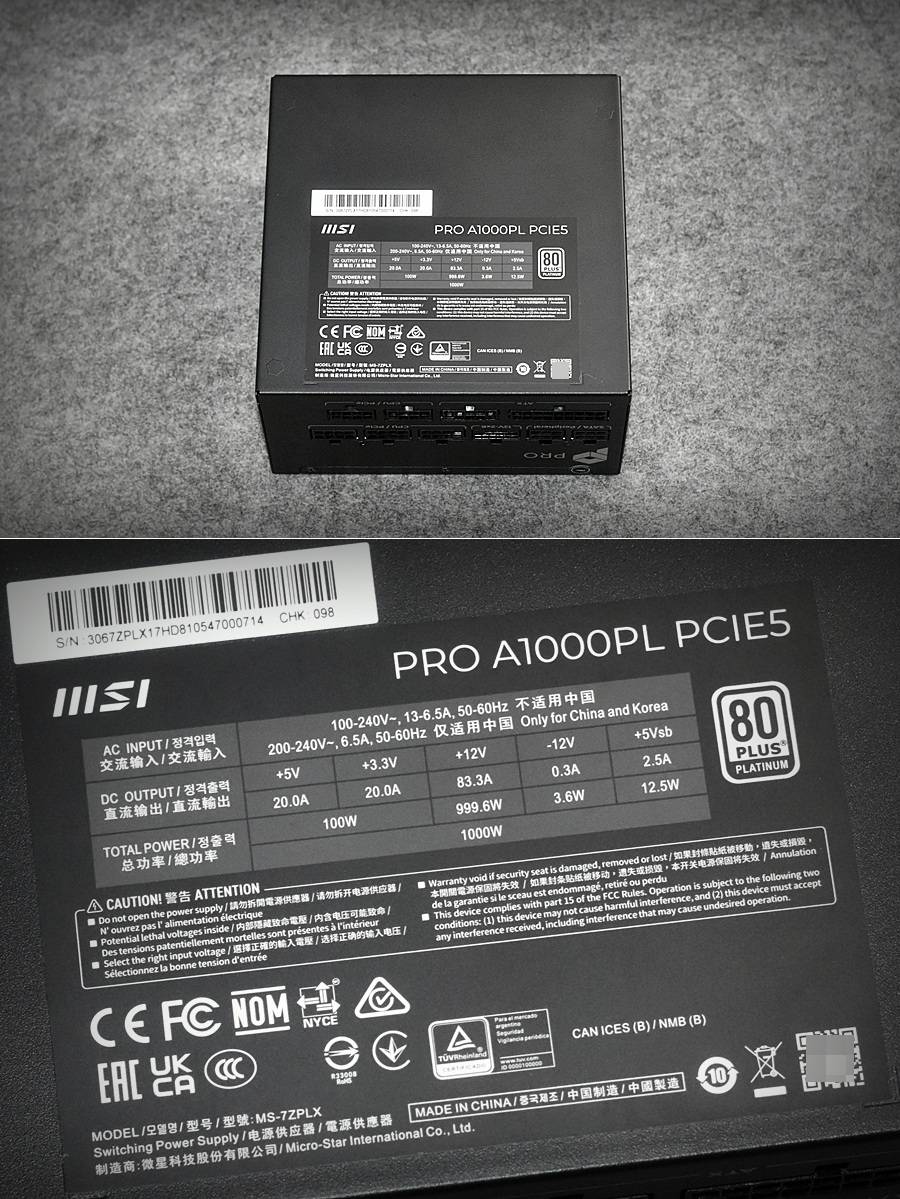 S/N 3067ZPLX17HD810547000714 CHK 098
msi
PRO A1000PL PCIE5
AC INPUT / 정격입력 100-240V~, 13-6.5A, 50-60Hz 不适用中国
交流输入 / 交流輸入 200-240V~, 6.5A, 50-60Hz 仅适用中国 Only for China and Korea
DC OUTPUT / 정격출력 +5V +3.3V +12V -12V +5Vsb
直流输出 / 直流輸出 20.0A 20.0A 83.3A 0.3A 2.5A
TOTAL POWER / 정출력 100W 999.6W 3.6W 12.5W
总功率 / 總功率 1000W
80 PLUS PLATINUM
CAUTION! 警告 ATTENTION
Do not open the power supply / 請勿拆開電源供應器 / 请勿拆开电源供应器 /
N' ouvrez pas l' alimentation électrique
Potential lethal voltages inside / 內部隱藏致命電壓 / 内含电压可能致命 /
Des tensions patentiellement mortelles sont présentes à l'intérieur
Select the right input voltage / 選擇正確的輸入電壓 / 选择正确的输入电压 /
Sélectionnez la bonne tension d'entrée
Warranty void if security seat is damaged, removed or lost / 如果封條貼紙被移動，遺失或損毀，
本開關電源保固將失效 / 如果封条贴纸被移动，遗失或损毁，本开关电源保固将失效 / Annulation
de la garantie si le sceau est endommagé, retiré ou perdu
This device complies with part 15 of the FCC Rules. Operation is subject to the following two
conditions: (1) this device may not cause harmful interference, and (2) this device must accept
any interference received, including interference that may cause undesired operation.
CE FC NOM NYCE
EAC UK CA CCC
R33008
RoHS
TÜVRheinland
CERTIFICADO
Para el mercado
argentino
Seguridad
Vigilancia periódica
www.tuv.com
ID 0000000000
CAN ICES (B) / NMB (B)
10
MODEL / 모델명 / 型号 / 型號: MS-7ZPLX
Switching Power Supply / 电源供应器 / 電源供應器
制造商: 微星科技股份有限公司 / Micro-Star International Co., Ltd.
MADE IN CHINA / 중국제조 / 中国制造 / 中國製造